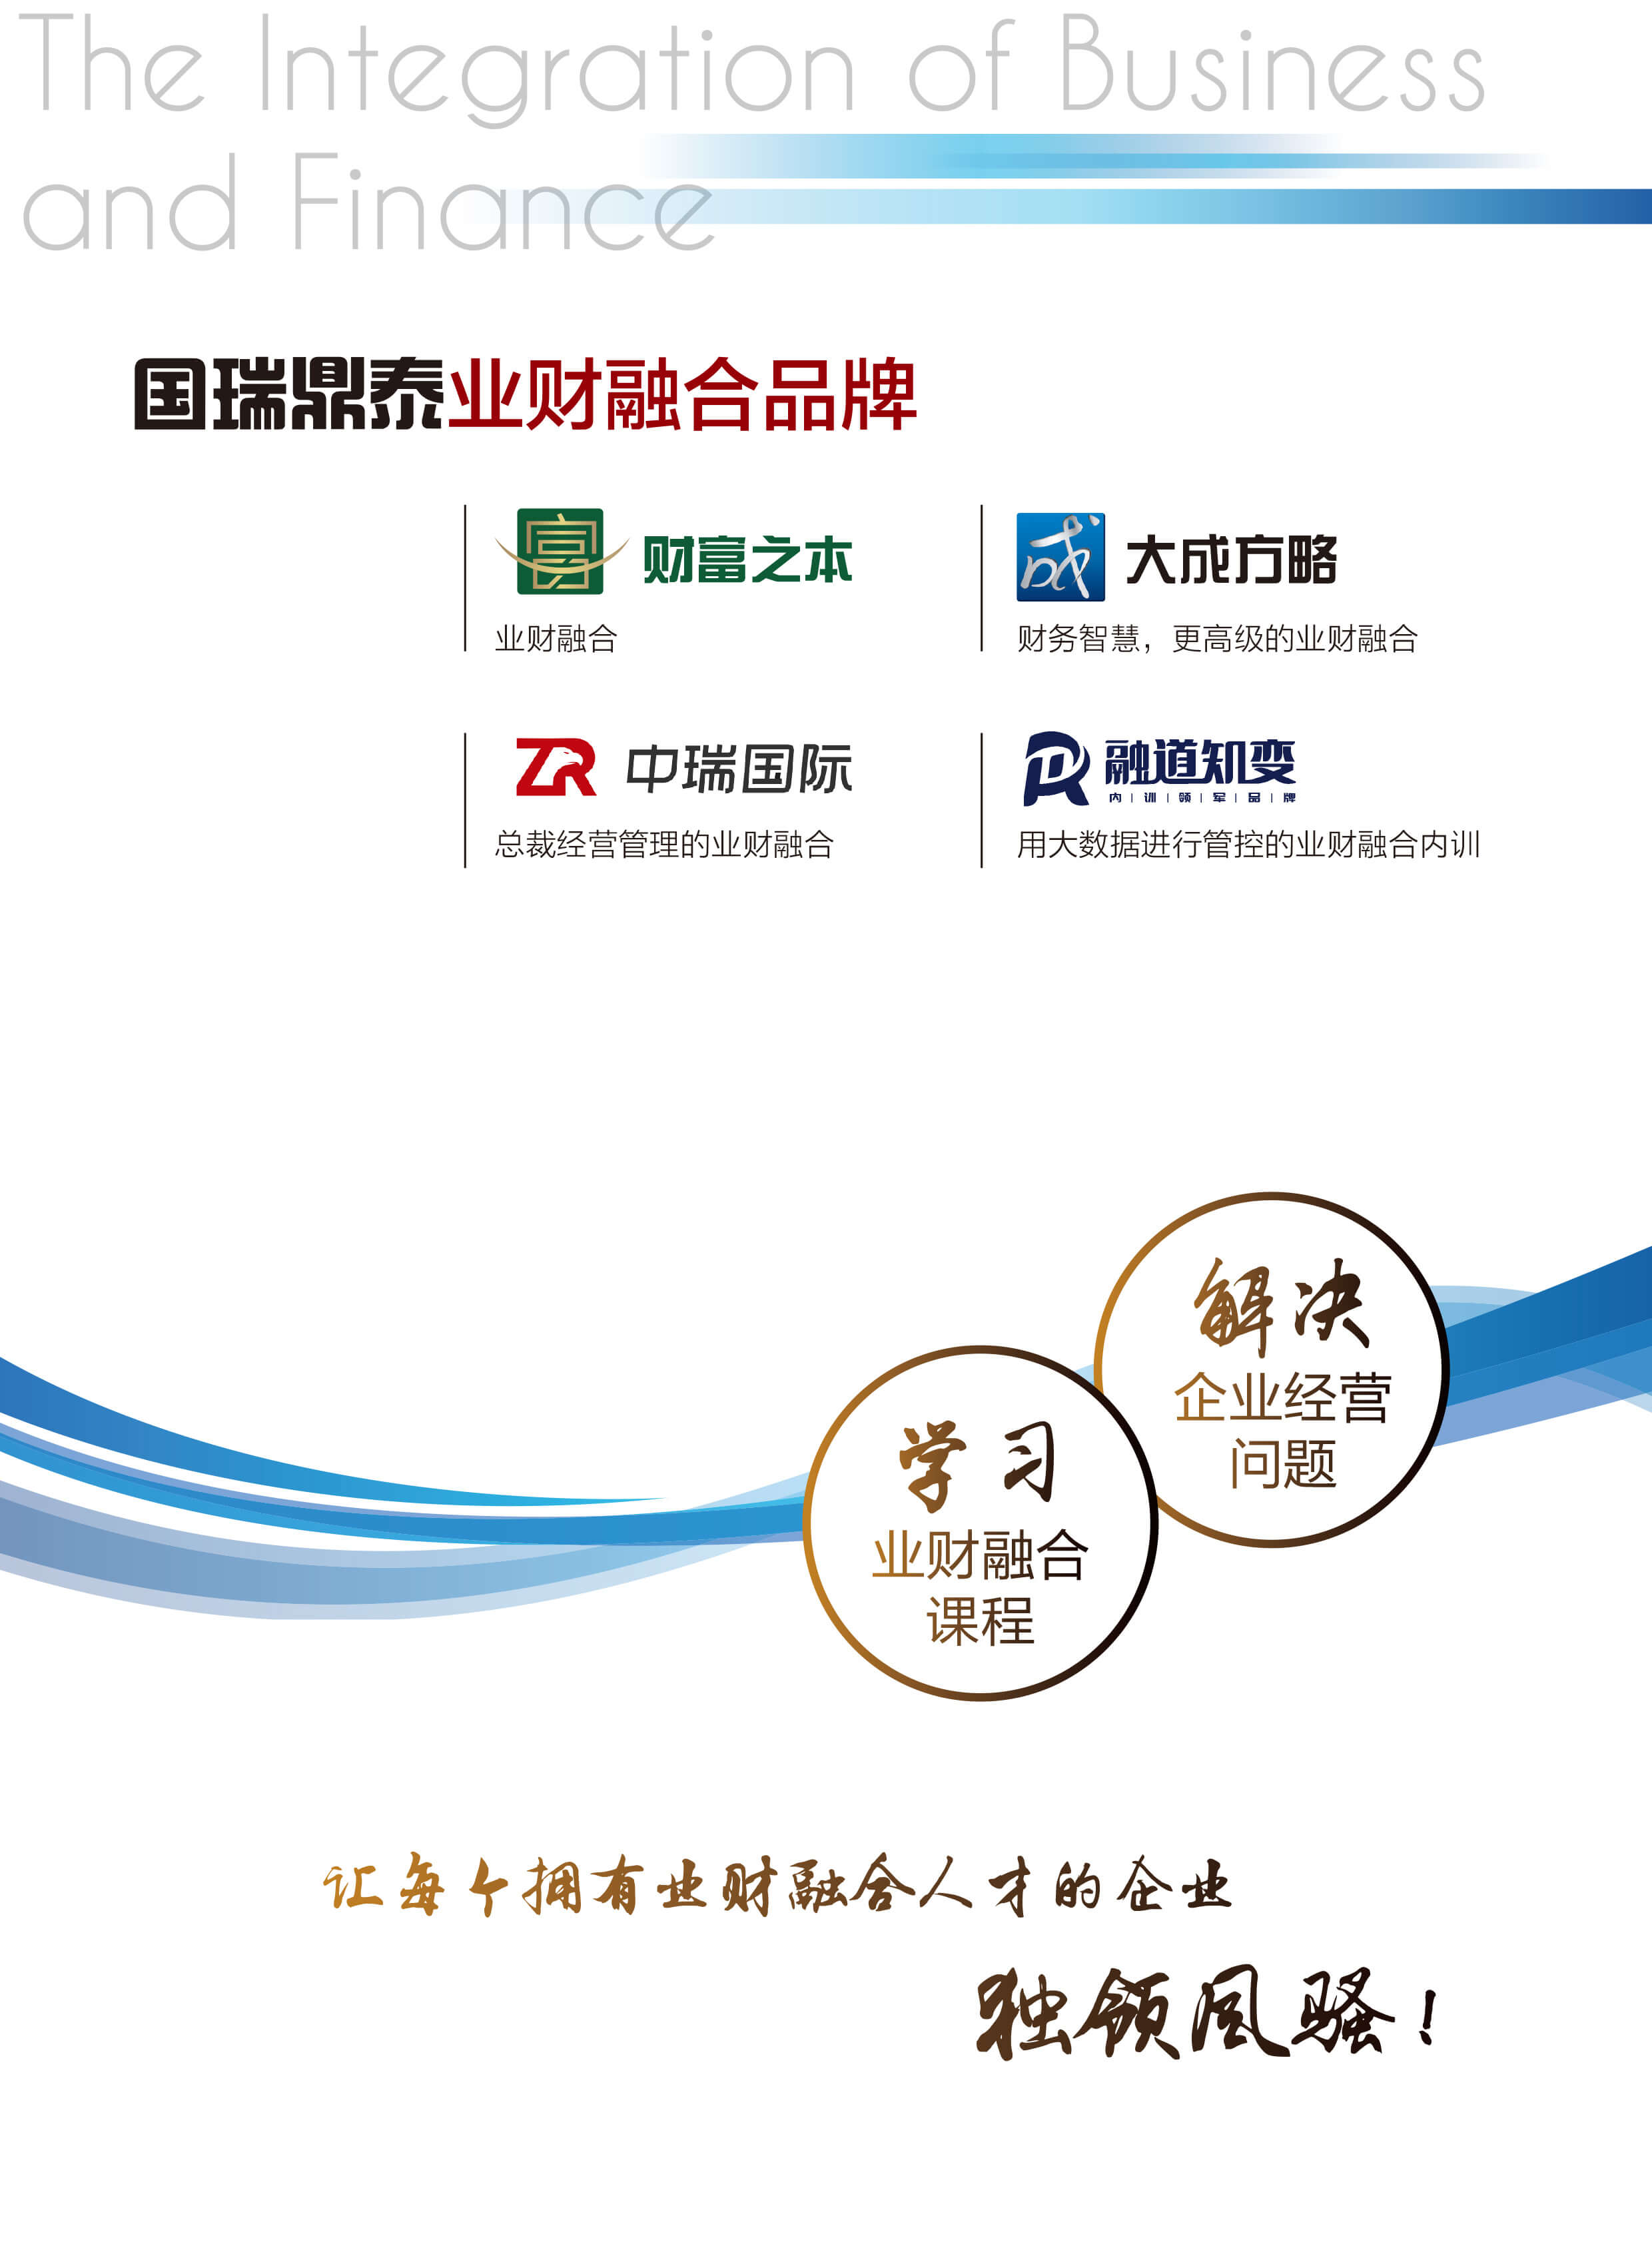 The Integration of Business
and Finance
国瑞鼎泰业财融合品牌
财富之本
业财融合
大成方略
财务智慧，更高级的业财融合
ZR 中瑞国际
总裁经营管理的业财融合
融道知变
内|训|领|军|品|牌
用大数据进行管控的业财融合内训
解决
企业经营
问题
学习
业财融合
课程
让每个拥有业财融合人才的企业
独领风骚！